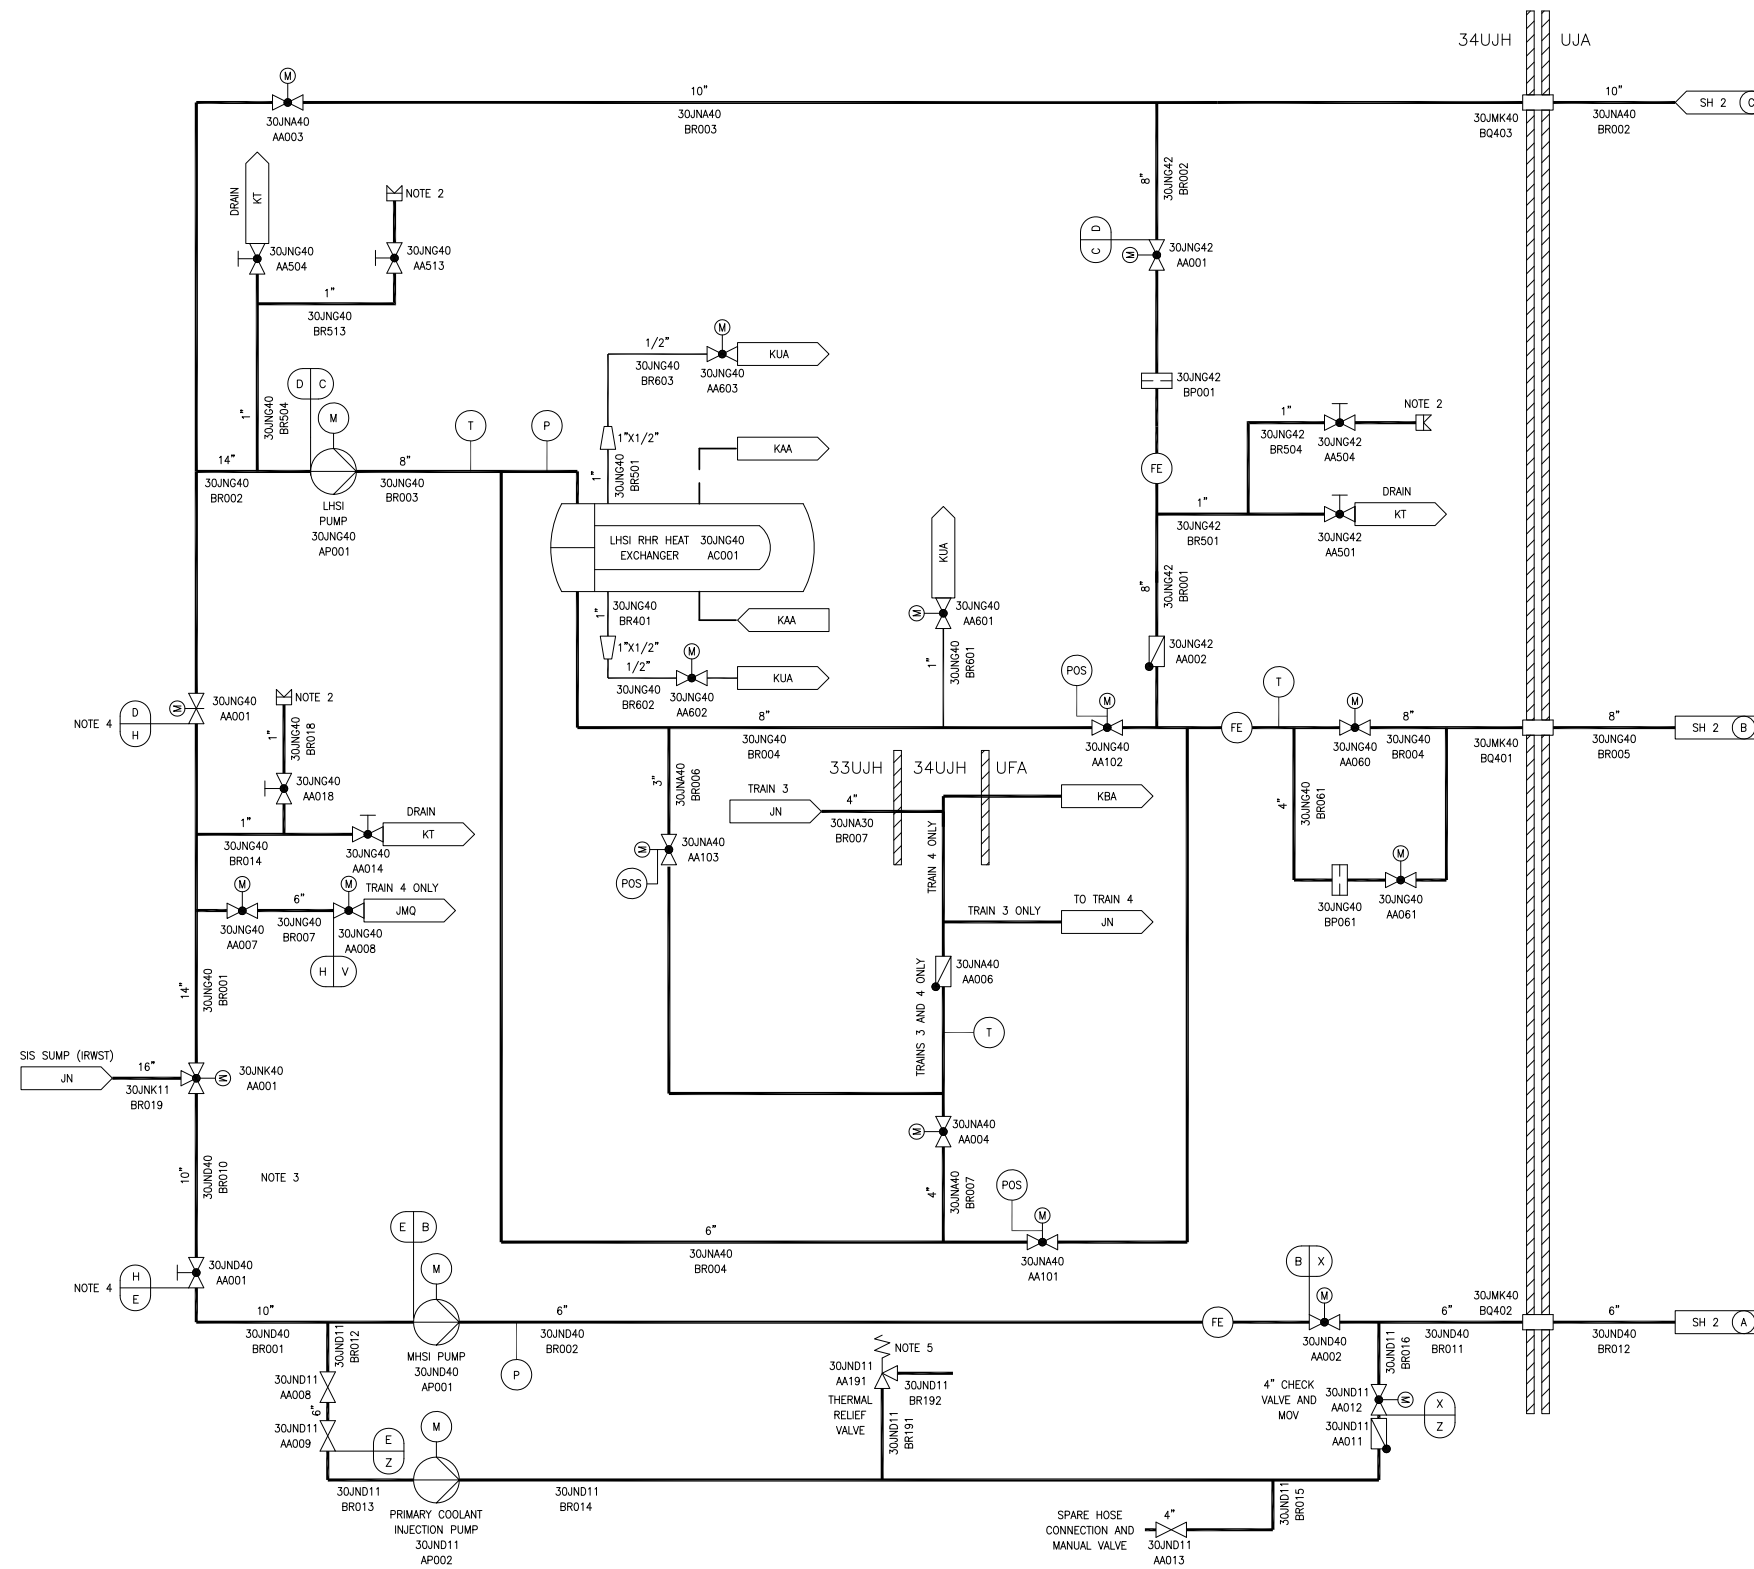 34UJH
UJA
M
30JNA40
AA003
10"
30JNA40
BR003
30JMK40
BQ403
10"
30JNA40
BR002
SH 2
C
DRAIN
KT
30JNG40
AA504
NOTE 2
30JNG40
AA513
1"
30JNG40
BR513
1"
30JNG40
BR504
8"
30JNG42
BR002
D
C
M
30JNG42
AA001
30JNG42
BP001
FE
1/2"
30JNG40
BR603
M
30JNG40
AA603
KUA
1"X1/2"
1"
30JNG40
BR501
KAA
D
C
M
14"
30JNG40
BR002
LHSI
PUMP
30JNG40
AP001
8"
30JNG40
BR003
T
P
LHSI RHR HEAT
EXCHANGER
30JNG40
AC001
1"
30JNG42
BR504
30JNG42
AA504
NOTE 2
1"
30JNG42
BR501
DRAIN
KT
30JNG42
AA501
8"
30JNG42
BR001
30JNG42
AA002
KAA
1"
30JNG40
BR401
1"X1/2"
1/2"
30JNG40
BR602
M
30JNG40
AA602
KUA
KUA
M
30JNG40
AA601
1"
30JNG40
BR601
POS
M
30JNG40
AA102
8"
30JNG40
BR004
FE
T
M
30JNG40
AA060
8"
30JNG40
BR004
30JMK40
BQ401
8"
30JNG40
BR005
SH 2
B
4"
30JNG40
BR061
30JNG40
BP061
M
30JNG40
AA061
NOTE 4
D
H
M
30JNG40
AA001
NOTE 2
1"
30JNG40
BR018
30JNG40
AA018
1"
30JNG40
BR014
30JNG40
AA014
DRAIN
KT
M
30JNG40
AA007
6"
30JNG40
BR007
M
30JNG40
AA008
TRAIN 4 ONLY
JMQ
H
V
14"
30JNG40
BR001
3"
30JNA40
BR006
M
30JNA40
AA103
POS
33UJH
34UJH
UFA
TRAIN 3
JN
4"
30JNA30
BR007
KBA
TRAIN 4 ONLY
TRAIN 3 ONLY
TO TRAIN 4
JN
30JNA40
AA006
TRAINS 3 AND 4 ONLY
T
M
30JNA40
AA004
4"
30JNA40
BR007
POS
M
30JNA40
AA101
6"
30JNA40
BR004
SIS SUMP (IRWST)
JN
16"
30JNK11
BR019
M
30JNK40
AA001
10"
30JND40
BR010
NOTE 3
NOTE 4
H
E
30JND40
AA001
10"
30JND40
BR001
E
B
M
MHSI PUMP
30JND40
AP001
6"
30JND40
BR002
P
FE
B
X
M
30JND40
AA002
30JMK40
BQ402
6"
30JND40
BR011
6"
30JND40
BR012
SH 2
A
30JND11
BR012
30JND11
AA008
6"
30JND11
AA009
E
Z
30JND11
BR013
M
PRIMARY COOLANT
INJECTION PUMP
30JND11
AP002
30JND11
BR014
NOTE 5
30JND11
AA191
THERMAL
RELIEF
VALVE
30JND11
BR192
30JND11
BR191
30JND11
BR016
4" CHECK
VALVE AND
MOV
30JND11
AA012
M
X
Z
30JND11
AA011
30JND11
BR015
SPARE HOSE
CONNECTION AND
MANUAL VALVE
4"
30JND11
AA013